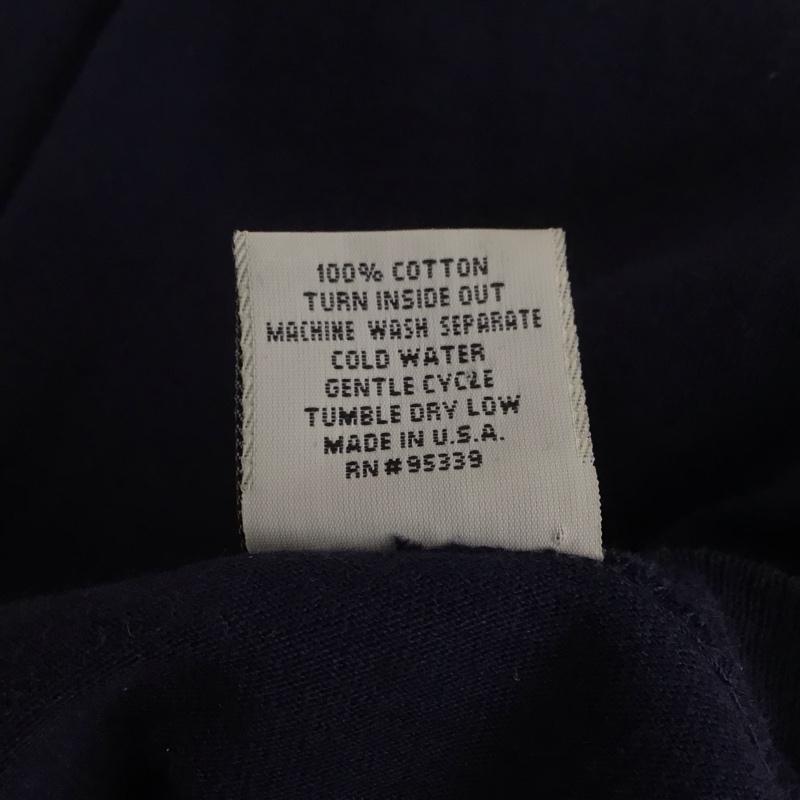 100% COTTON
TURN INSIDE OUT
MACHINE WASH SEPARATE
COLD WATER
GENTLE CYCLE
TUMBLE DRY LOW
MADE IN U.S.A.
RN#95339